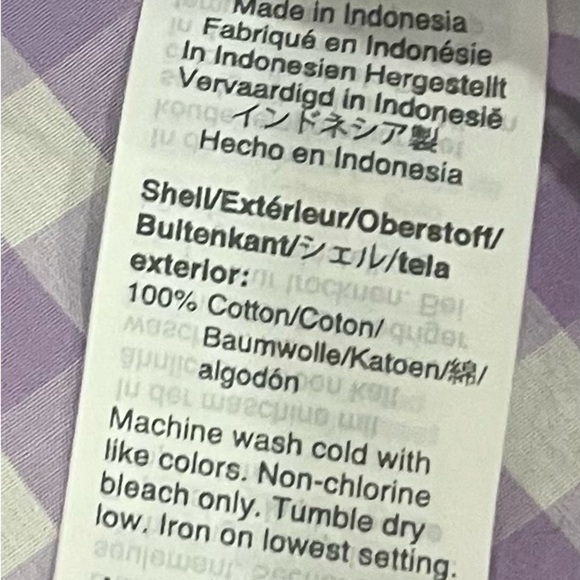 Made in Indonesia
Fabriqué en Indonésie
In Indonesien Hergestellt
Vervaardigd in Indonesië
インドネシア製
Hecho en Indonesia
Shell/Extérieur/Oberstoff/
Buitenkant/シェル/tela
exterior:
100% Cotton/Coton/
Baumwolle/Katoen/綿/
algodón
Machine wash cold with
like colors. Non-chlorine
bleach only. Tumble dry
low. Iron on lowest setting.